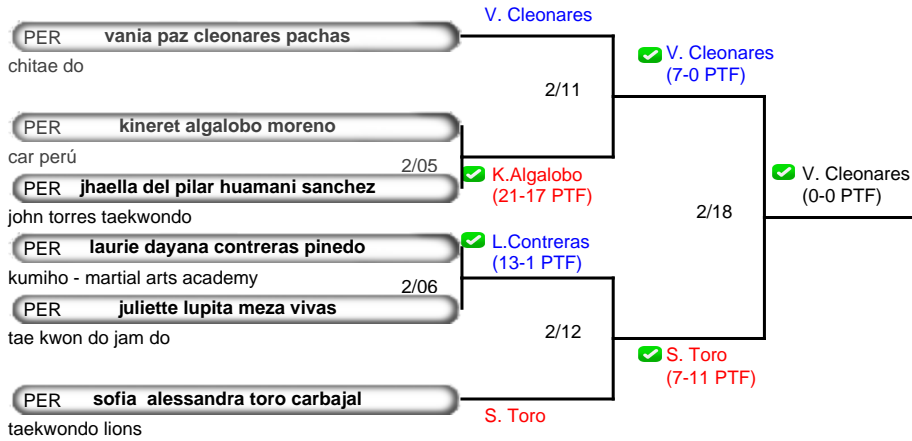 V. Cleonares
PER vania paz cleonares pachas
chitae do
V. Cleonares
(7-0 PTF)
2/11
PER kineret algalobo moreno
car perú
2/05
K.Algalobo
(21-17 PTF)
PER jhaella del pilar huamani sanchez
john torres taekwondo
V. Cleonares
(0-0 PTF)
2/18
PER laurie dayana contreras pinedo
L.Contreras
(13-1 PTF)
kumiho - martial arts academy
2/06
PER juliette lupita meza vivas
tae kwon do jam do
2/12
S. Toro
(7-11 PTF)
PER sofia alessandra toro carbajal
S. Toro
taekwondo lions